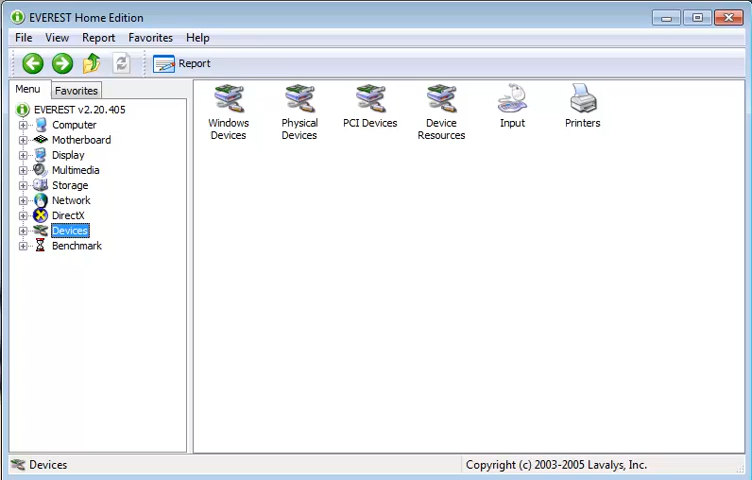 EVEREST Home Edition
File View Report Favorites Help
Report
Menu Favorites
EVEREST v2.20.405
Computer
Motherboard
Display
Multimedia
Storage
Network
DirectX
Devices
Benchmark
Windows Devices
Physical Devices
PCI Devices
Device Resources
Input
Printers
Devices
Copyright (c) 2003-2005 Lavalys, Inc.